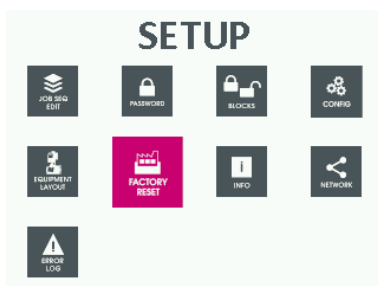 SETUP
JOB SEQ
EDIT
PASSWORD
BLOCKS
CONFIG
EQUIPMENT
LAYOUT
FACTORY
RESET
i
INFO
NETWORK
ERROR
LOG